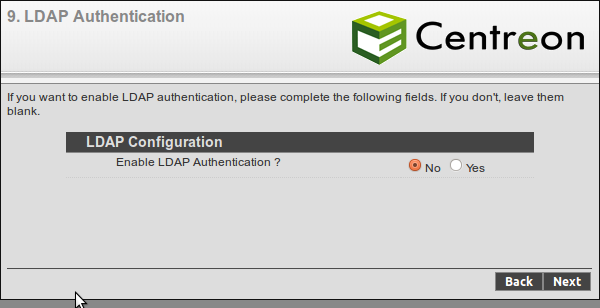 9. LDAP Authentication
Centreon
If you want to enable LDAP authentication, please complete the following fields. If you don't, leave them
blank.
LDAP Configuration
Enable LDAP Authentication ? No Yes
Back Next